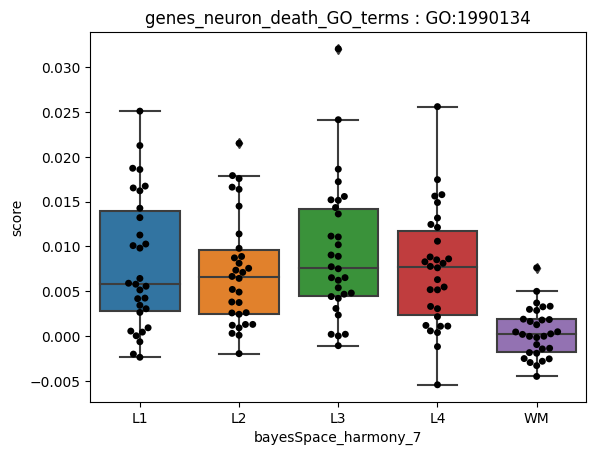 genes_neuron_death_GO_terms : GO:1990134
0.030
0.025
0.020
0.015
0.010
0.005
0.000
−0.005
score
L1 L2 L3 L4 WM
bayesSpace_harmony_7